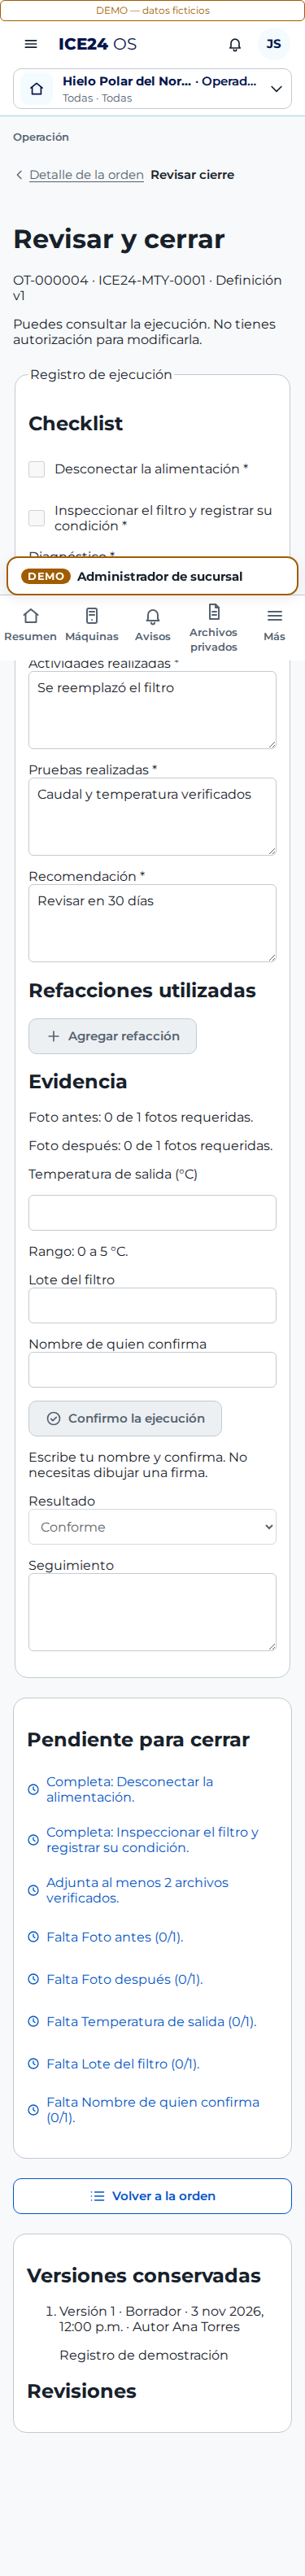 DEMO — datos ficticios
ICE24 OS
JS
Hielo Polar del Nor... · Operad...
Todas - Todas
Operación
Detalle de la orden Revisar cierre
Revisar y cerrar
OT-000004 · ICE24-MTY-0001 · Definición
v1
Puedes consultar la ejecución. No tienes
autorización para modificarla.
Registro de ejecución
Checklist
Desconectar la alimentación *
Inspeccionar el filtro y registrar su
condición *
Diagnóstico *
DEMO Administrador de sucursal
Resumen
Máquinas
Avisos
Archivos
privados
Más
Actividades realizadas *
Se reemplazó el filtro
Pruebas realizadas *
Caudal y temperatura verificados
Recomendación *
Revisar en 30 días
Refacciones utilizadas
Agregar refacción
Evidencia
Foto antes: 0 de 1 fotos requeridas.
Foto después: 0 de 1 fotos requeridas.
Temperatura de salida (°C)
Rango: 0 a 5 °C.
Lote del filtro
Nombre de quien confirma
Confirmo la ejecución
Escribe tu nombre y confirma. No
necesitas dibujar una firma.
Resultado
Conforme
Seguimiento
Pendiente para cerrar
Completa: Desconectar la
alimentación.
Completa: Inspeccionar el filtro y
registrar su condición.
Adjunta al menos 2 archivos
verificados.
Falta Foto antes (0/1).
Falta Foto después (0/1).
Falta Temperatura de salida (0/1).
Falta Lote del filtro (0/1).
Falta Nombre de quien confirma
(0/1).
Volver a la orden
Versiones conservadas
1. Versión 1 · Borrador · 3 nov 2026,
12:00 p.m. · Autor Ana Torres
Registro de demostración
Revisiones